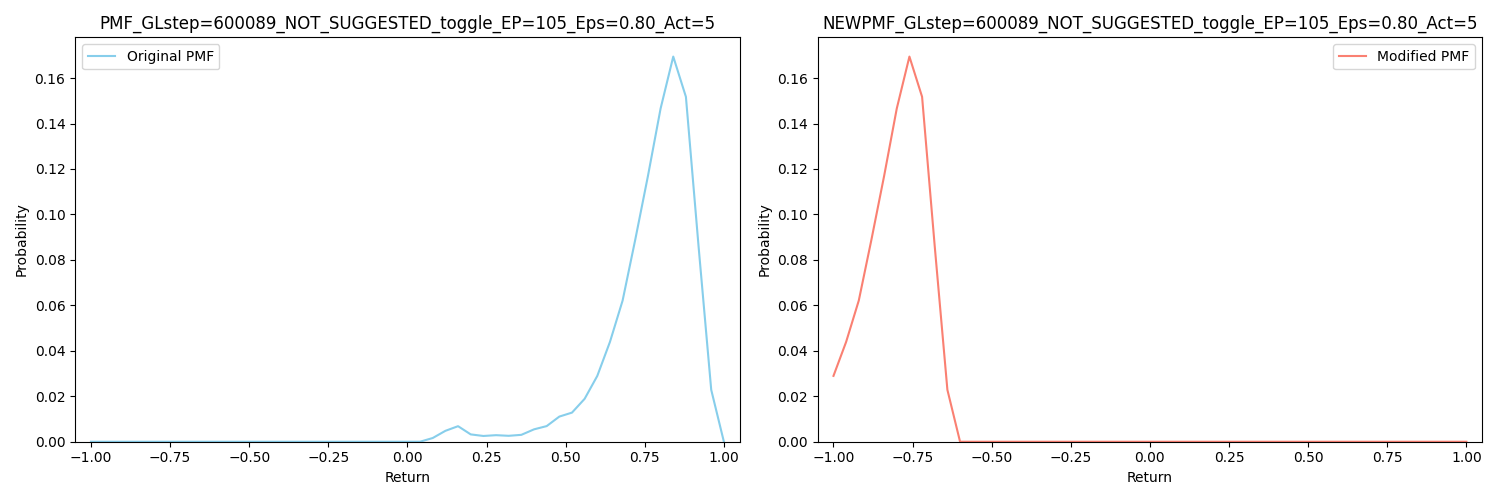 PMF_GLstep=600089_NOT_SUGGESTED_toggle_EP=105_Eps=0.80_Act=5
Original PMF
0.16
0.14
0.12
0.10
0.08
0.06
0.04
0.02
0.00
Probability
−1.00 −0.75 −0.50 −0.25 0.00 0.25 0.50 0.75 1.00
Return
NEWPMF_GLstep=600089_NOT_SUGGESTED_toggle_EP=105_Eps=0.80_Act=5
Modified PMF
0.16
0.14
0.12
0.10
0.08
0.06
0.04
0.02
0.00
Probability
−1.00 −0.75 −0.50 −0.25 0.00 0.25 0.50 0.75 1.00
Return